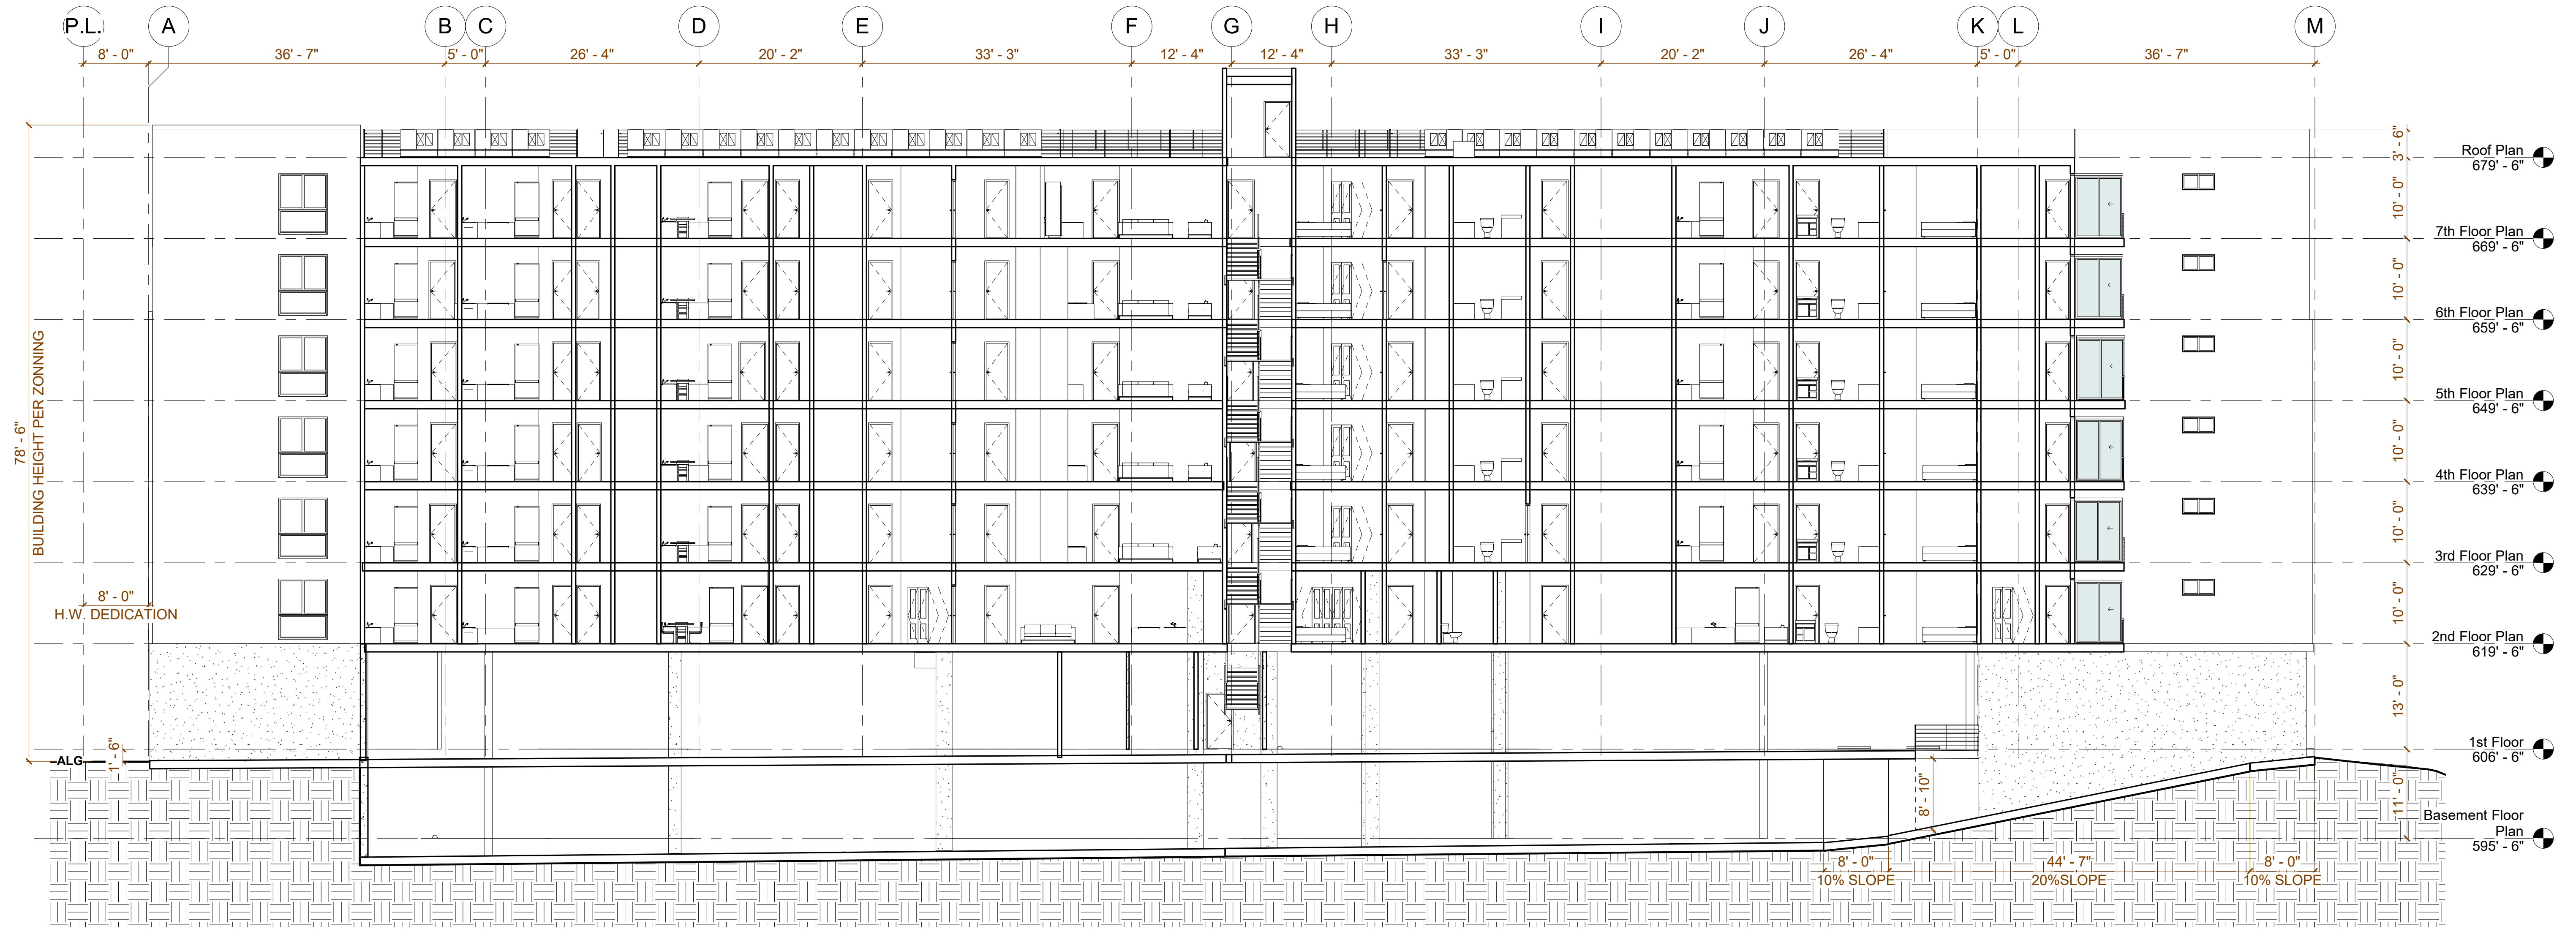 P.L. A B C D E F G H I J K L M
8' - 0" 36' - 7" 5' - 0" 26' - 4" 20' - 2" 33' - 3" 12' - 4" 12' - 4" 33' - 3" 20' - 2" 26' - 4" 5' - 0" 36' - 7"
3' - 6"
Roof Plan
679' - 6"
10' - 0"
7th Floor Plan
669' - 6"
10' - 0"
6th Floor Plan
659' - 6"
10' - 0"
5th Floor Plan
649' - 6"
10' - 0"
4th Floor Plan
639' - 6"
10' - 0"
3rd Floor Plan
629' - 6"
10' - 0"
2nd Floor Plan
619' - 6"
13' - 0"
1st Floor
606' - 6"
11' - 0"
Basement Floor
Plan
595' - 6"
78' - 6"
BUILDING HEIGHT PER ZONNING
8' - 0"
H.W. DEDICATION
ALG
1' - 6"
8' - 10"
8' - 0" 44' - 7" 8' - 0"
10% SLOPE 20%SLOPE 10% SLOPE